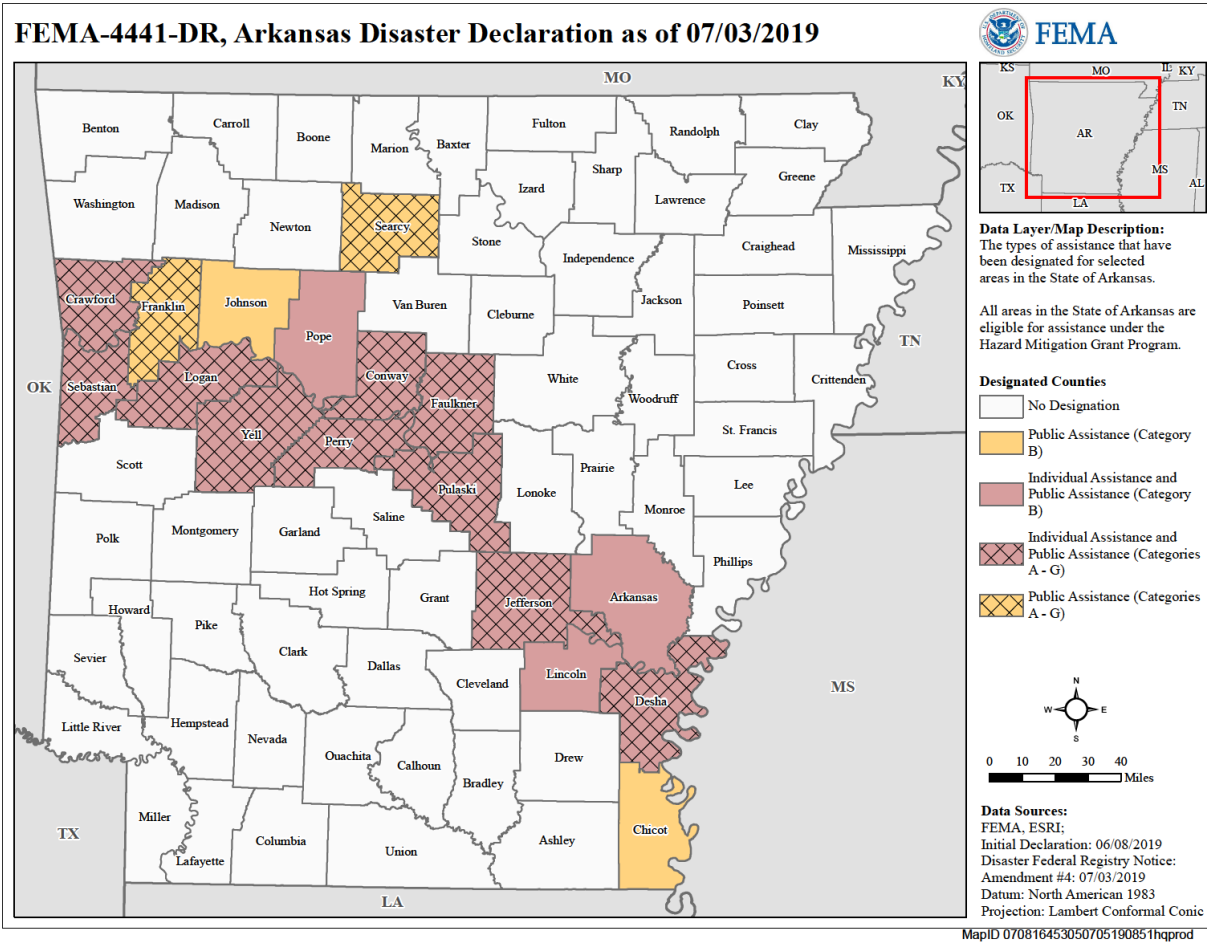 FEMA-4441-DR, Arkansas Disaster Declaration as of 07/03/2019
U.S. DEPARTMENT OF HOMELAND SECURITY
FEMA
MO
KY
Benton
Carroll
Boone
Marion
Baxter
Fulton
Randolph
Clay
Sharp
Izard
Greene
Lawrence
Washington
Madison
Newton
Searcy
Stone
Independence
Craighead
Mississippi
Crawford
Franklin
Johnson
Pope
Van Buren
Cleburne
Jackson
Poinsett
TN
OK
Sebastian
Logan
Conway
Faulkner
White
Woodruff
Cross
Crittenden
Yell
Perry
St. Francis
Scott
Pulaski
Lonoke
Prairie
Lee
Monroe
Polk
Montgomery
Garland
Saline
Phillips
Hot Spring
Grant
Jefferson
Arkansas
Howard
Pike
Clark
Dallas
Cleveland
Lincoln
Desha
MS
Sevier
Little River
Hempstead
Nevada
Ouachita
Calhoun
Bradley
Drew
Miller
Lafayette
Columbia
Union
Ashley
Chicot
TX
LA
KS
MO
IL
KY
OK
AR
TN
MS
AL
TX
LA
Data Layer/Map Description:
The types of assistance that have
been designated for selected
areas in the State of Arkansas.
All areas in the State of Arkansas are
eligible for assistance under the
Hazard Mitigation Grant Program.
Designated Counties
No Designation
Public Assistance (Category
B)
Individual Assistance and
Public Assistance (Category
B)
Individual Assistance and
Public Assistance (Categories
A - G)
Public Assistance (Categories
A - G)
N
W E
S
0 10 20 30 40
Miles
Data Sources:
FEMA, ESRI;
Initial Declaration: 06/08/2019
Disaster Federal Registry Notice:
Amendment #4: 07/03/2019
Datum: North American 1983
Projection: Lambert Conformal Conic
MapID 070816453050705190851hqprod